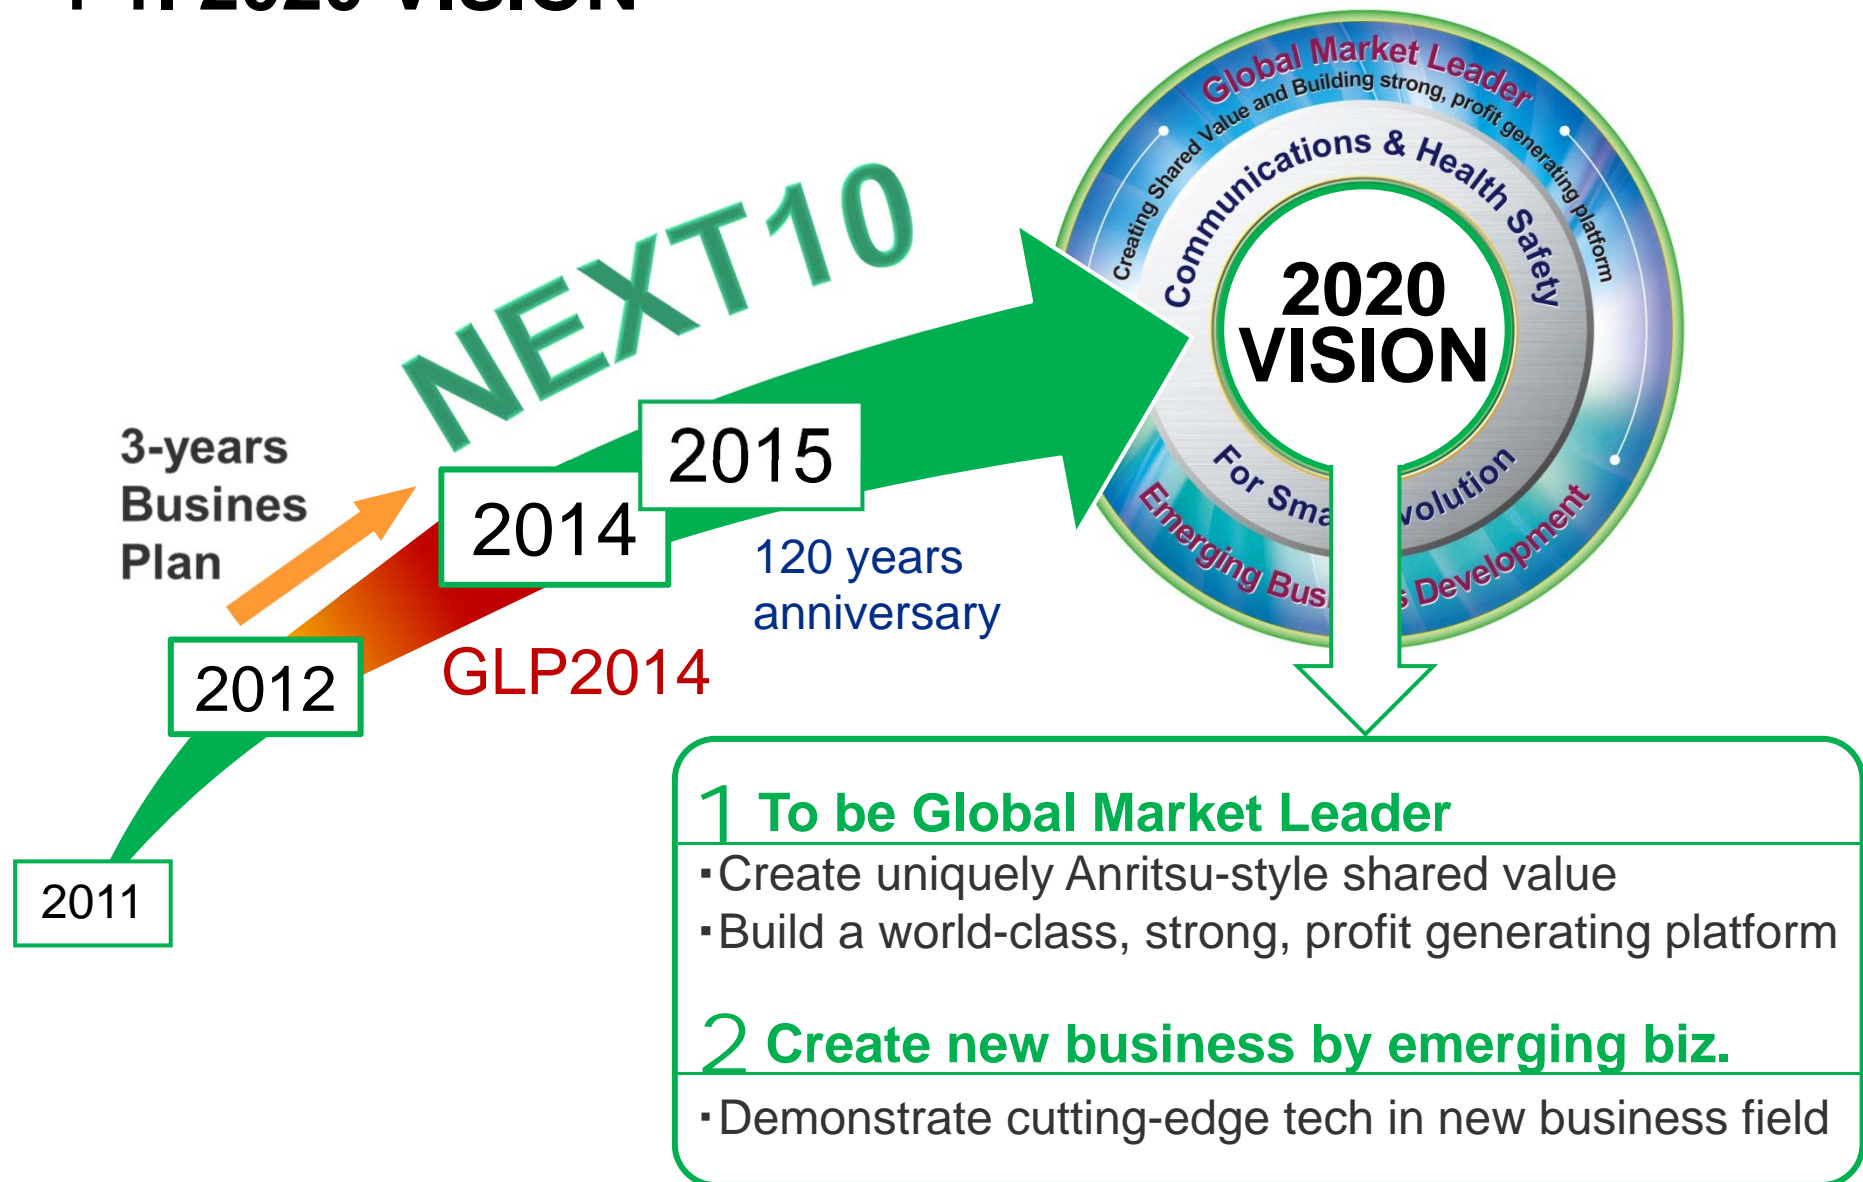 2020 VISION
Global Market Leader
Creating Shared Value and Building strong, profit generating platform
Communications & Health Safety
2020
VISION
For
Emerging
Development
NEXT10
3-years
Busines
Plan
2015
2014
120 years
anniversary
GLP2014
2012
2011
1 To be Global Market Leader
▪Create uniquely Anritsu-style shared value
▪Build a world-class, strong, profit generating platform
2 Create new business by emerging biz.
▪Demonstrate cutting-edge tech in new business field